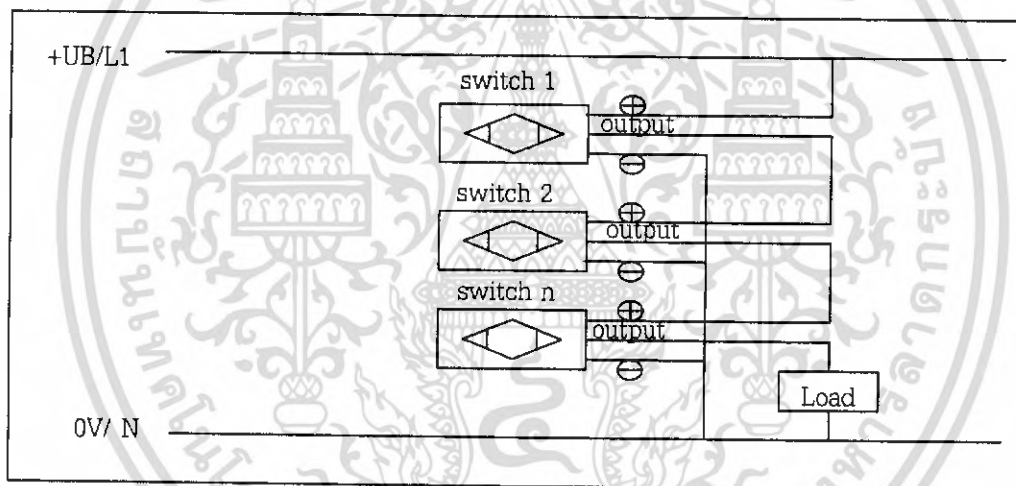 +UB/L1
switch 1
⊕
output
⊖
switch 2
⊕
output
⊖
switch n
⊕
output
⊖
Load
0V/ N